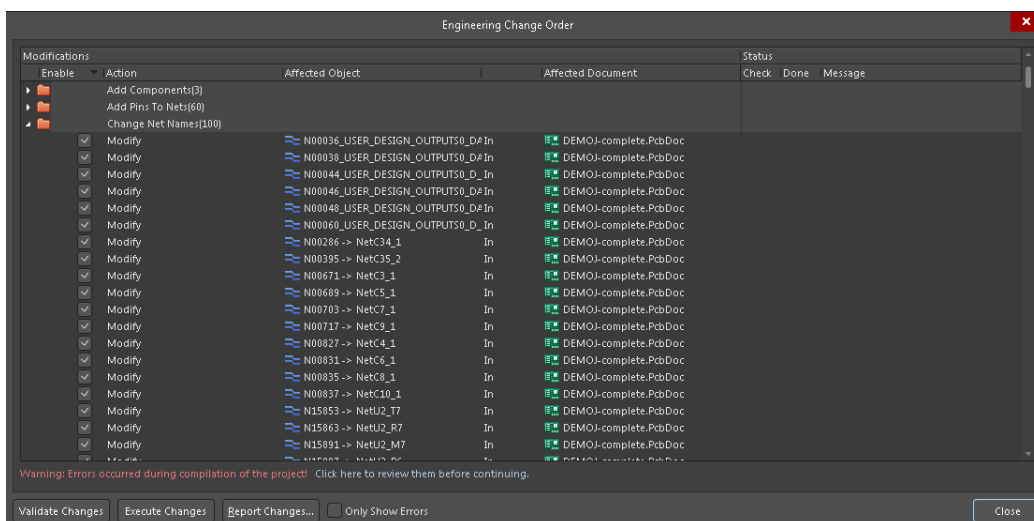 Engineering Change Order
Modifications Status
Enable Action Affected Object Affected Document Check Done Message
Add Components(3)
Add Pins To Nets(60)
Change Net Names(100)
Modify N00036_USER_DESIGN_OUTPUTS0_DA In DEMOJ-complete.PcbDoc
Modify N00038_USER_DESIGN_OUTPUTS0_DA In DEMOJ-complete.PcbDoc
Modify N00044_USER_DESIGN_OUTPUTS0_D_ In DEMOJ-complete.PcbDoc
Modify N00046_USER_DESIGN_OUTPUTS0_DA In DEMOJ-complete.PcbDoc
Modify N00048_USER_DESIGN_OUTPUTS0_DA In DEMOJ-complete.PcbDoc
Modify N00060_USER_DESIGN_OUTPUTS0_D_ In DEMOJ-complete.PcbDoc
Modify N00286 -> NetC34_1 In DEMOJ-complete.PcbDoc
Modify N00395 -> NetC35_2 In DEMOJ-complete.PcbDoc
Modify N00671 -> NetC3_1 In DEMOJ-complete.PcbDoc
Modify N00689 -> NetC5_1 In DEMOJ-complete.PcbDoc
Modify N00703 -> NetC7_1 In DEMOJ-complete.PcbDoc
Modify N00717 -> NetC9_1 In DEMOJ-complete.PcbDoc
Modify N00827 -> NetC4_1 In DEMOJ-complete.PcbDoc
Modify N00831 -> NetC6_1 In DEMOJ-complete.PcbDoc
Modify N00835 -> NetC8_1 In DEMOJ-complete.PcbDoc
Modify N00837 -> NetC10_1 In DEMOJ-complete.PcbDoc
Modify N15853 -> NetU2_T7 In DEMOJ-complete.PcbDoc
Modify N15863 -> NetU2_R7 In DEMOJ-complete.PcbDoc
Modify N15891 -> NetU2_M7 In DEMOJ-complete.PcbDoc
Warning: Errors occurred during compilation of the project! Click here to review them before continuing.
Validate Changes Execute Changes Report Changes... Only Show Errors Close